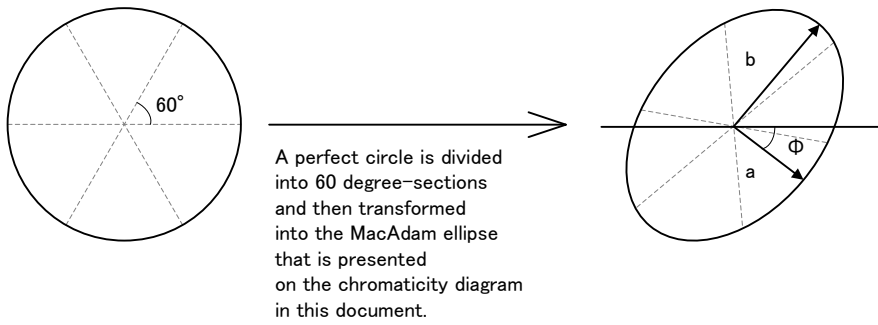 60°
A perfect circle is divided
into 60 degree-sections
and then transformed
into the MacAdam ellipse
that is presented
on the chromaticity diagram
in this document.
b
Φ
a